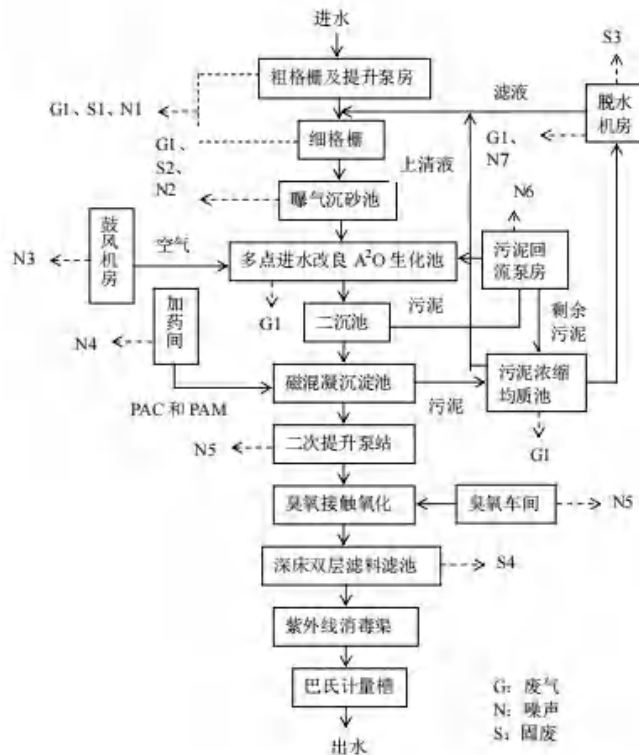 进水
S3
粗格栅及提升泵房
滤液
脱水
机房
G1、S1、N1
细格栅
G1、
S2、
N2
G1、
N7
上清液
N6
曝气沉砂池
鼓风机房
空气
N3
多点进水改良 A²O 生化池
污泥回
流泵房
G1
加药间
二沉池
污泥
剩余
污泥
N4
磁混凝沉淀池
污泥浓缩
均质池
PAC 和 PAM
污泥
N5
二次提升泵站
G1
臭氧接触氧化
臭氧车间
N5
深床双层滤料滤池
S4
紫外线消毒渠
巴氏计量槽
G：废气
N：噪声
S：固废
出水